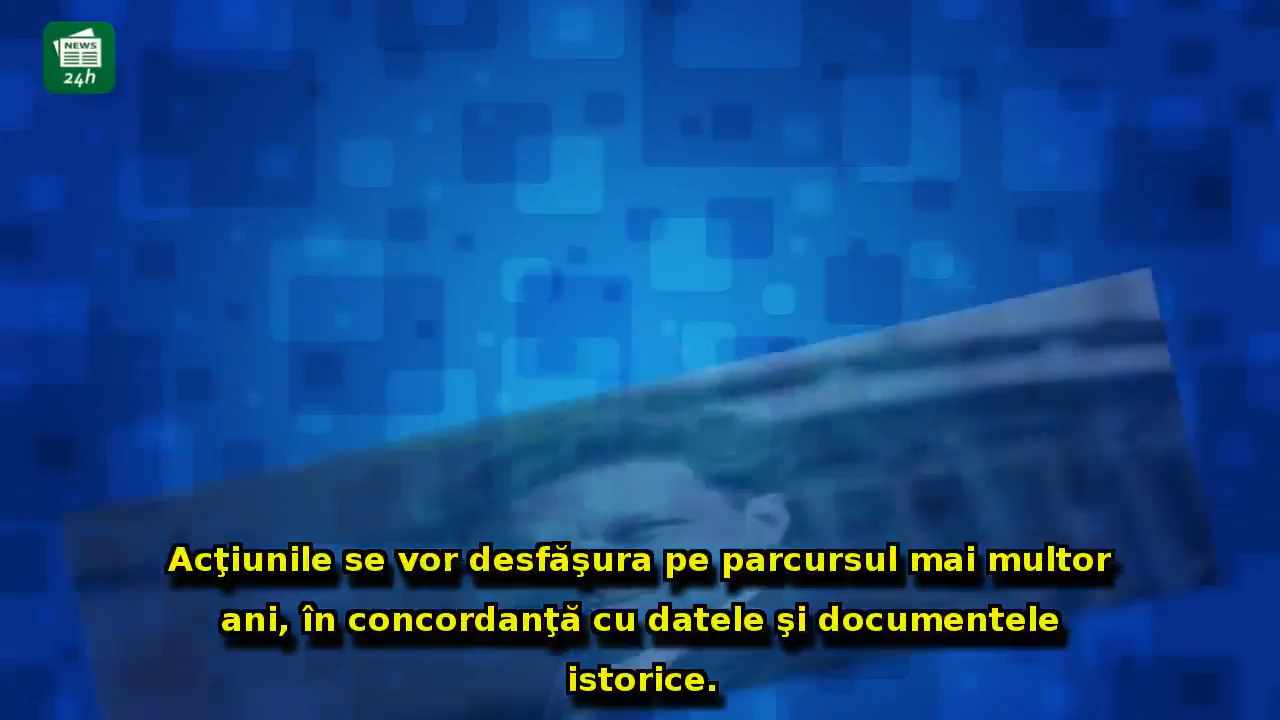 NEWS
24h
Acţiunile se vor desfăşura pe parcursul mai multor
ani, în concordanţă cu datele şi documentele
istorice.